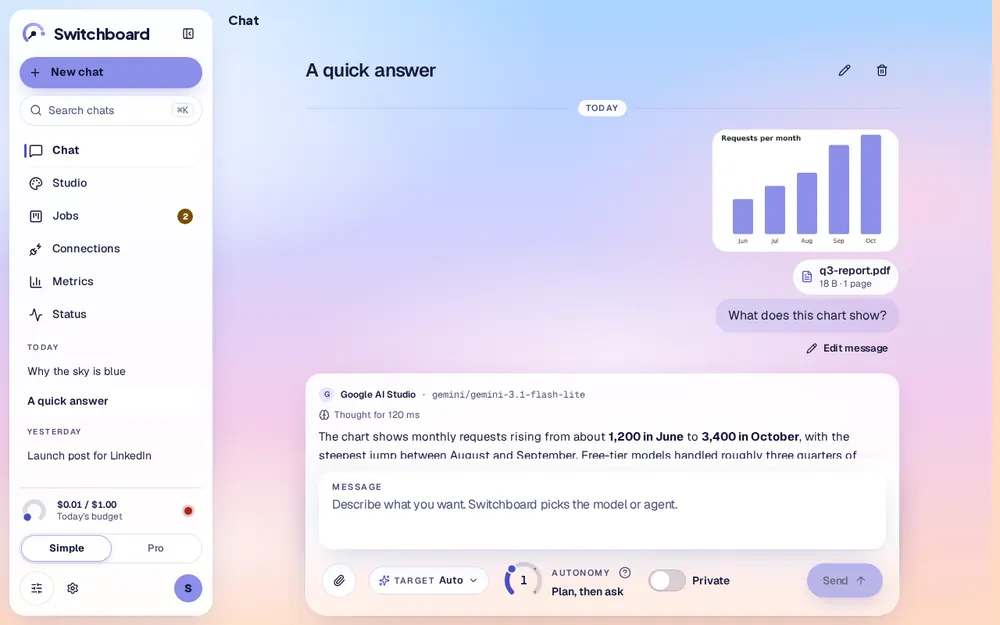 Switchboard
New chat
Search chats
⌘K
Chat
Studio
Jobs
2
Connections
Metrics
Status
TODAY
Why the sky is blue
A quick answer
YESTERDAY
Launch post for LinkedIn
$0.01 / $1.00
Today's budget
Simple
Pro
S
Chat
A quick answer
TODAY
Requests per month
Jun Jul Aug Sep Oct
q3-report.pdf
18 B · 1 page
What does this chart show?
Edit message
G Google AI Studio · gemini/gemini-3.1-flash-lite
Thought for 120 ms
The chart shows monthly requests rising from about 1,200 in June to 3,400 in October, with the
steepest jump between August and September. Free-tier models handled roughly three quarters of
MESSAGE
Describe what you want. Switchboard picks the model or agent.
TARGET Auto
1
AUTONOMY
Plan, then ask
Private
Send